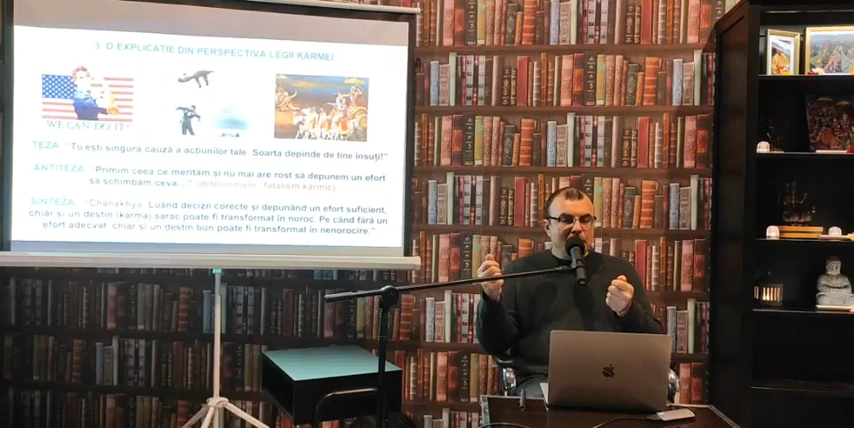 3. O EXPLICAȚIE DIN PERSPECTIVA LEGII KARMEI
WE CAN DO IT!
TEZA: "Tu ești singura cauză a acțiunilor tale. Soarta depinde de tine însuți!"
ANTITEZA: "Primim ceea ce merităm și nu mai are rost să depunem un efort
să schimbăm ceva..." (determinism, fatalism karmic)
SINTEZA: "Chanakhya: Luând decizii corecte și depunând un efort suficient,
chiar și un destin (karma) sărac poate fi transformat în noroc. Pe când fără un
efort adecvat, chiar și un destin bun poate fi transformat în nenorocire."